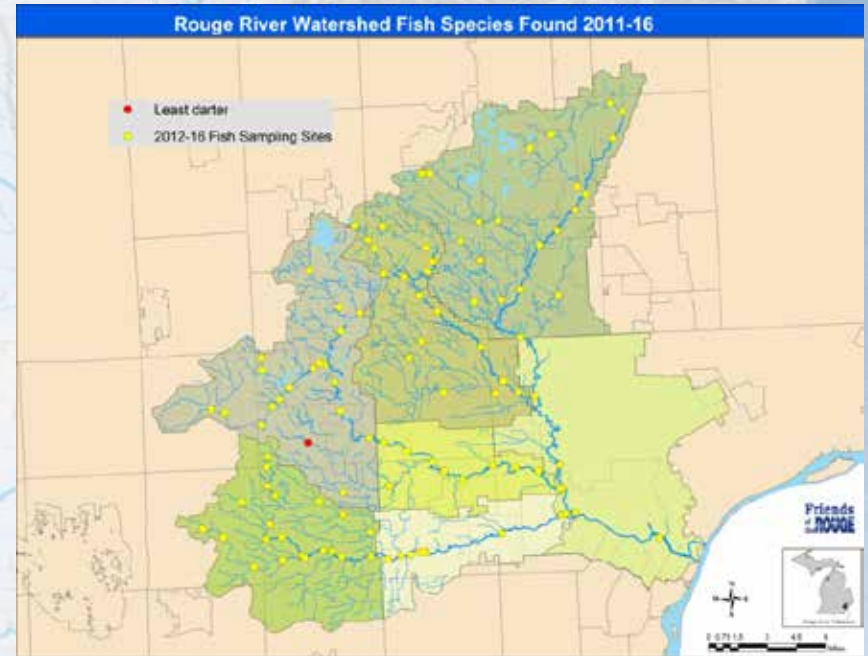 Rouge River Watershed Fish Species Found 2011-16
Least darter
2012-16 Fish Sampling Sites
Friends
of the ROUGE